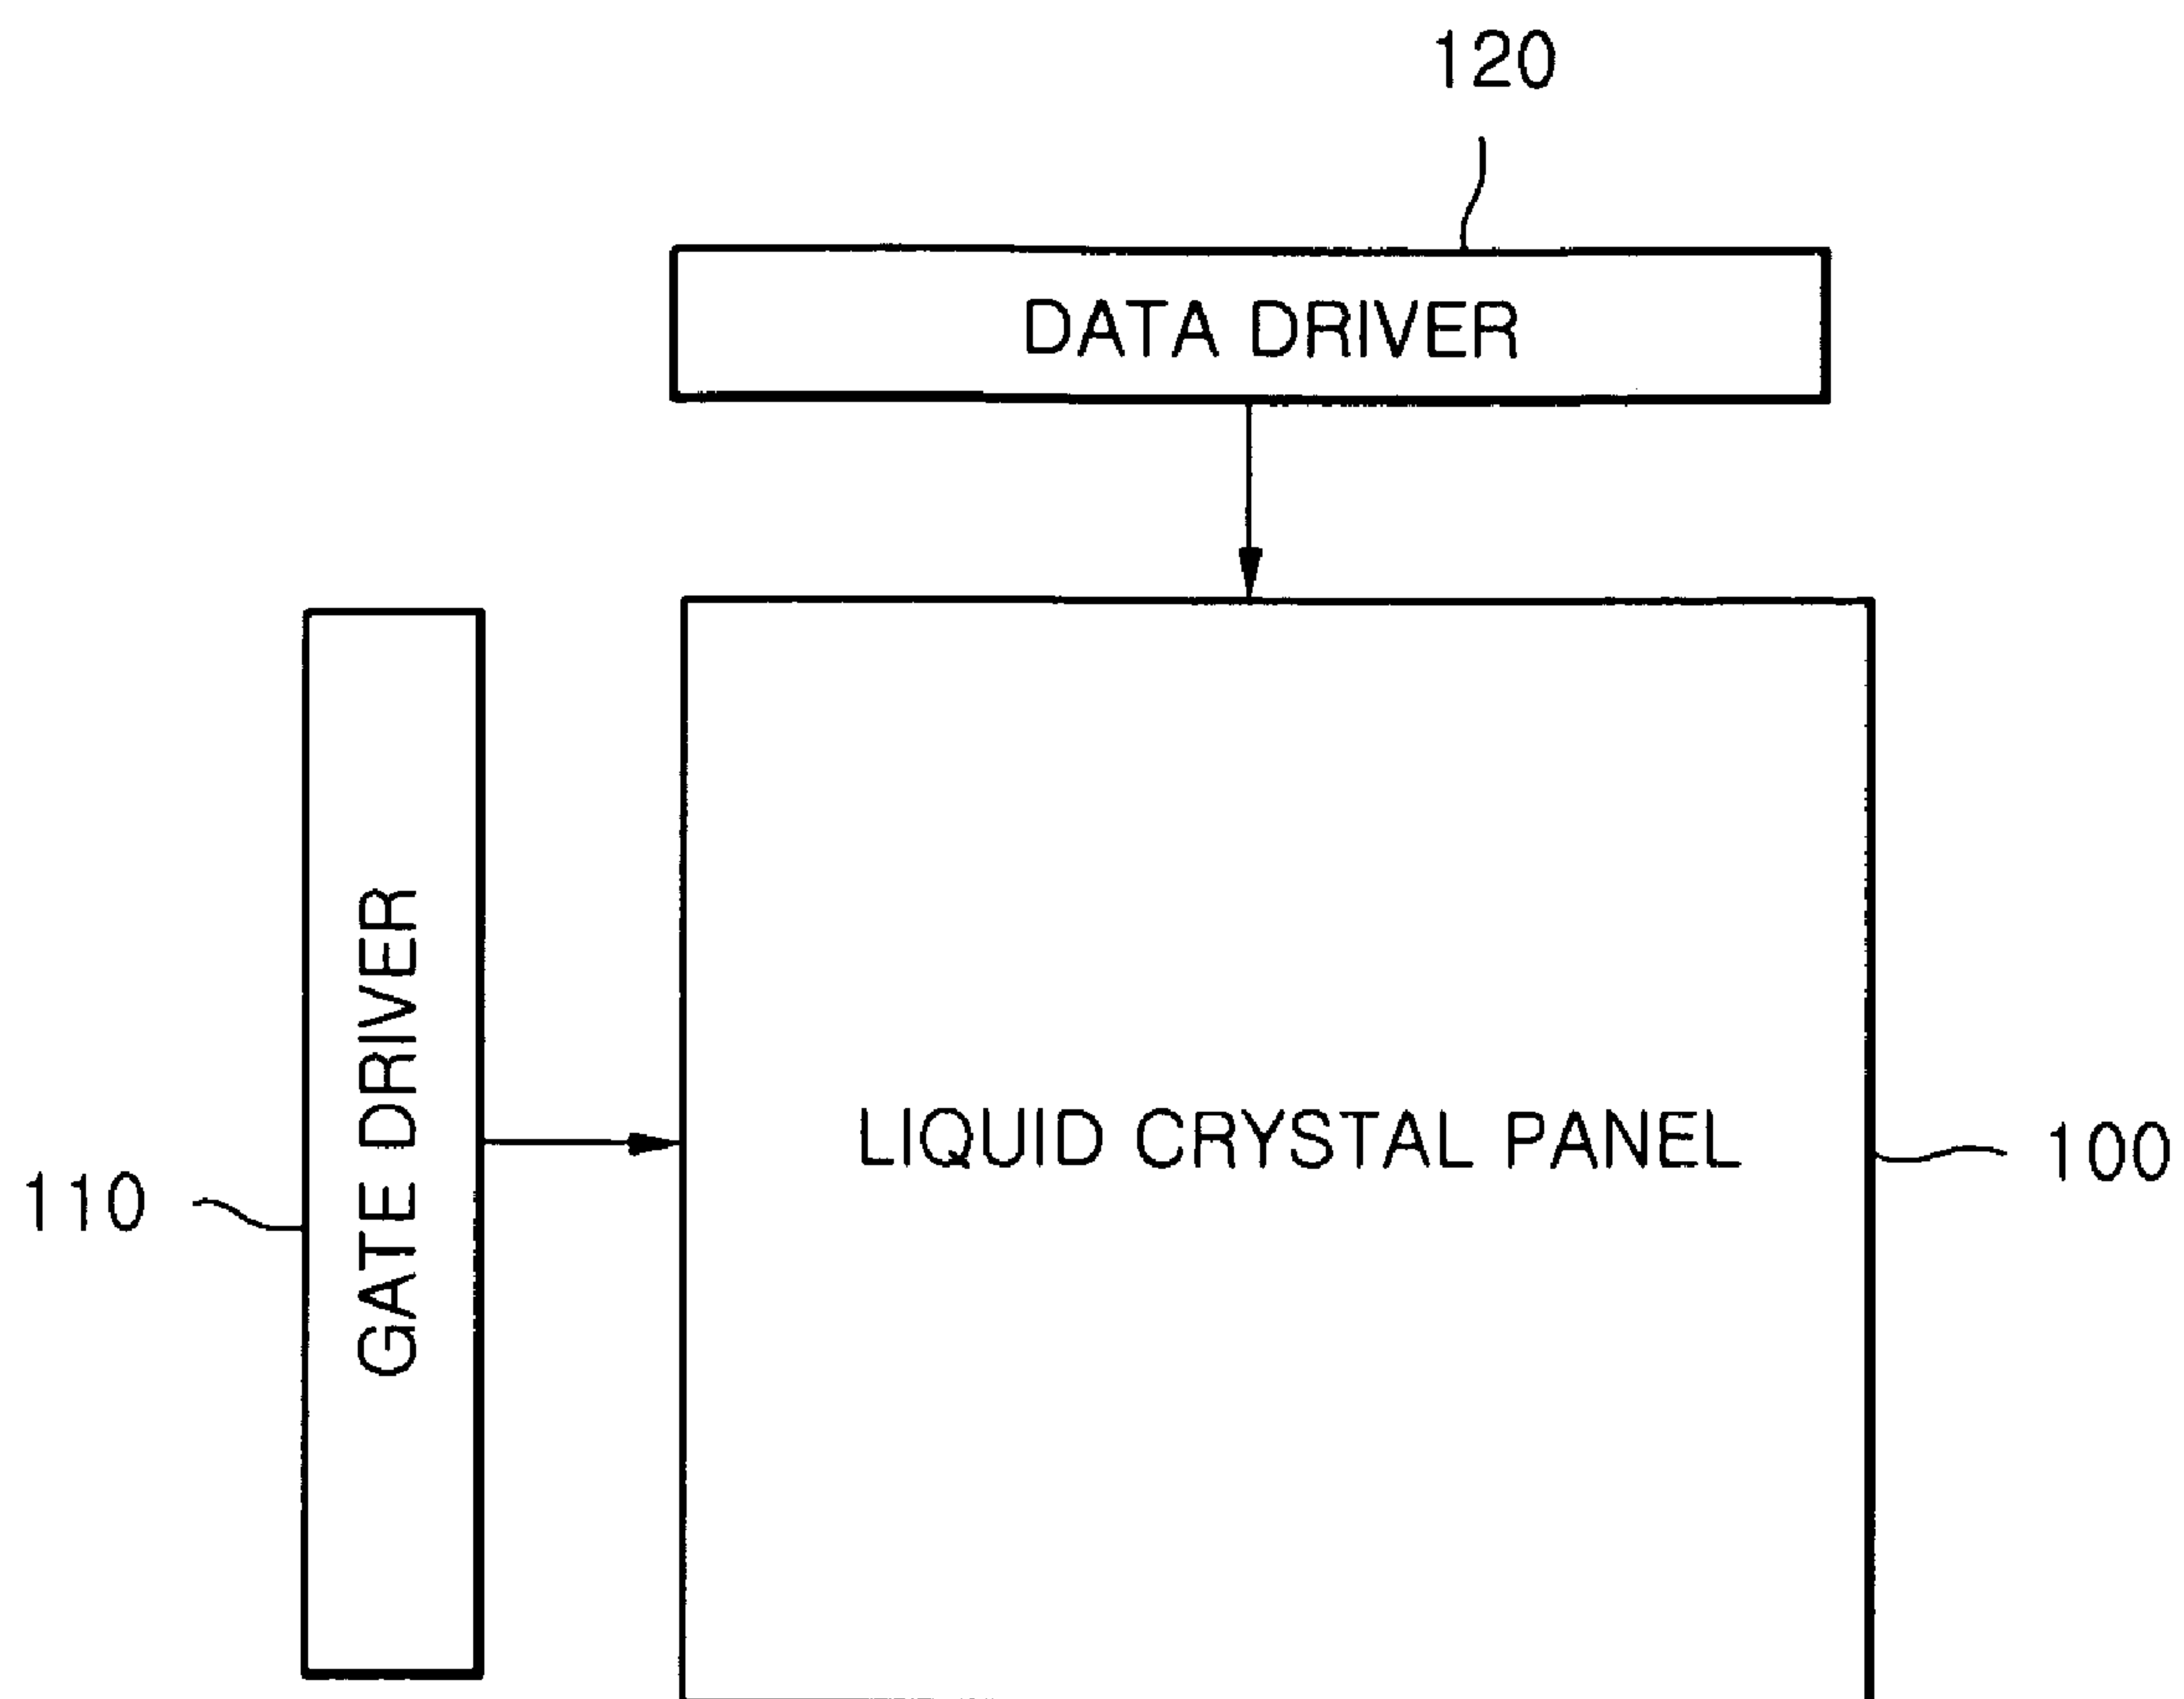 120
DATA DRIVER
GATE DRIVER
LIQUID CRYSTAL PANEL
100
110